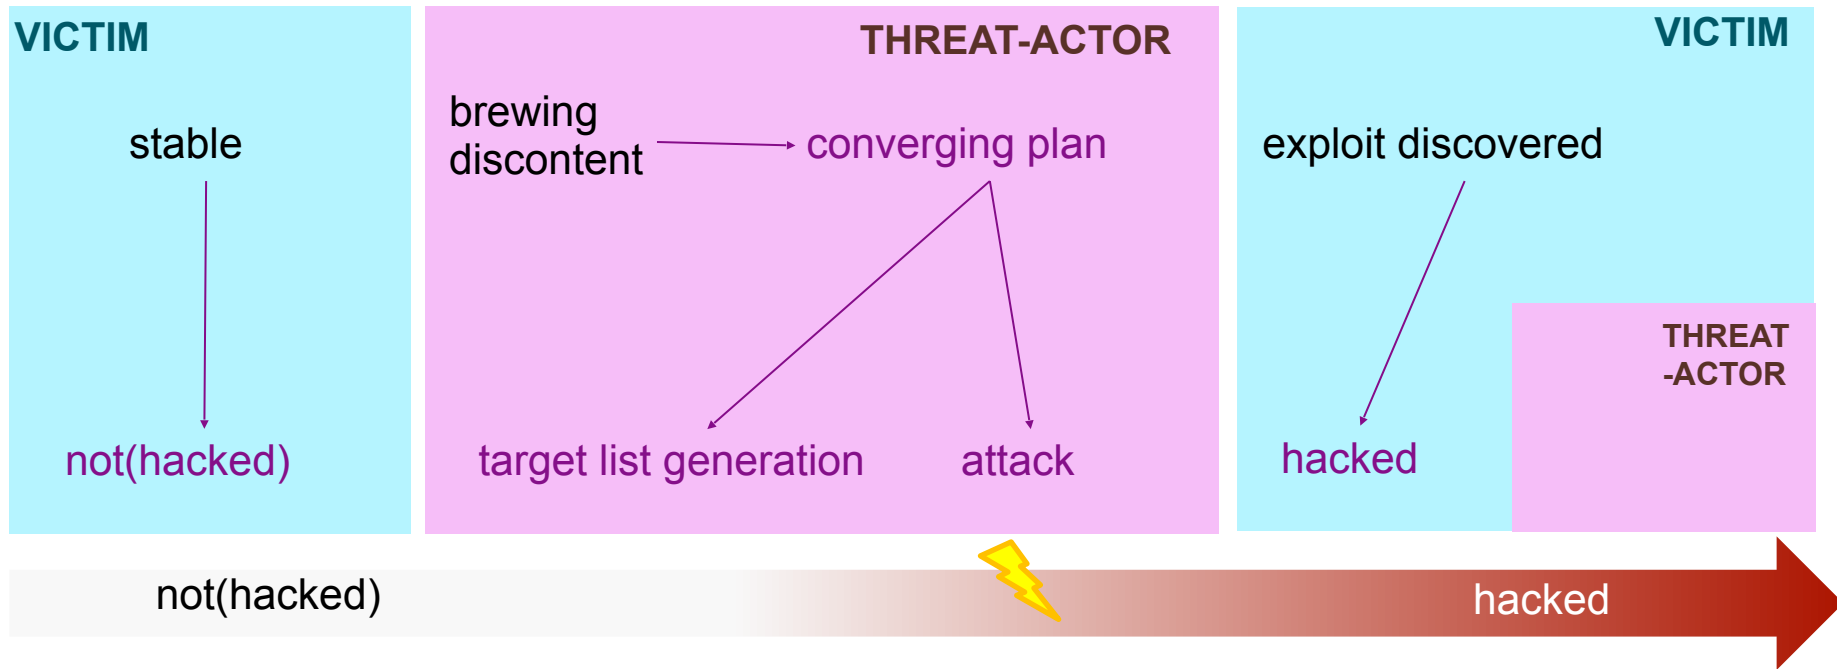 VICTIM
stable
not(hacked)
THREAT-ACTOR
brewing
discontent
converging plan
target list generation
attack
VICTIM
exploit discovered
hacked
THREAT
-ACTOR
not(hacked)
hacked